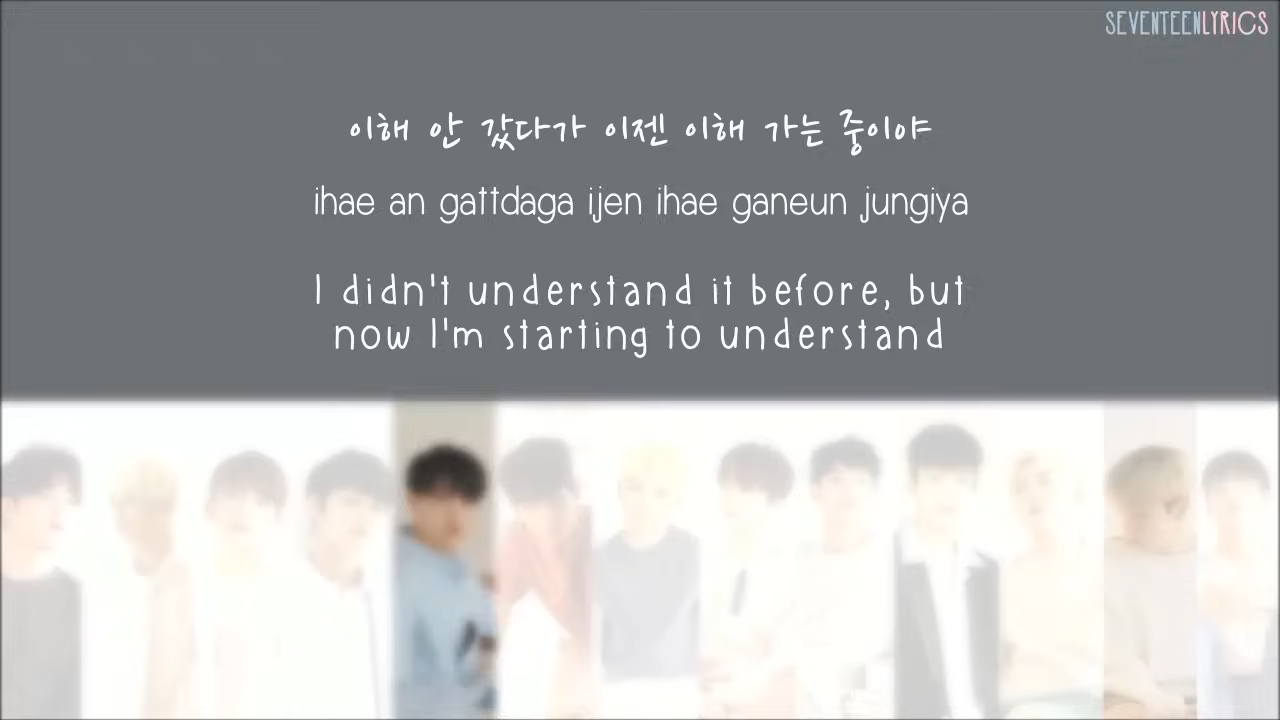 SEVENTEENLYRICS
이해 안 갔다가 이젠 이해 가는 중이야
ihae an gattdaga ijen ihae ganeun jungiya
I didn't understand it before, but
now I'm starting to understand